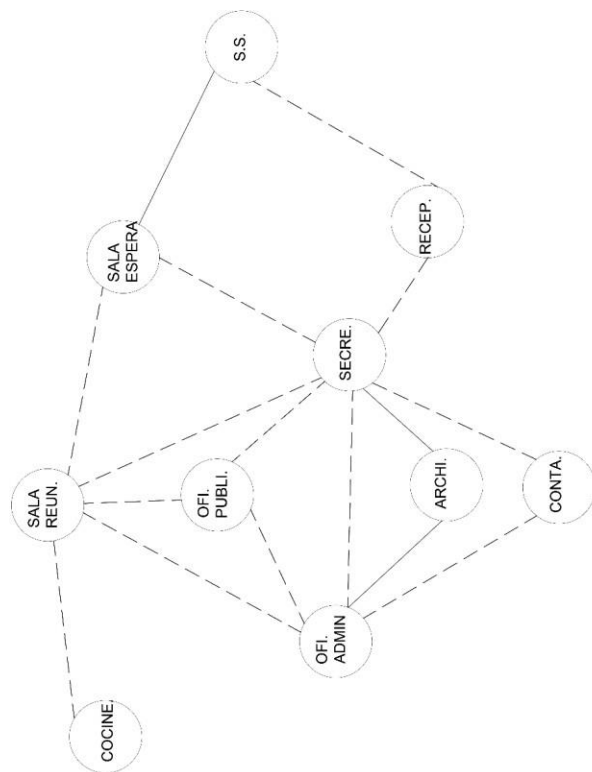 S.S.
SALA
ESPERA
RECEP.
SECRE.
SALA
REUN.
OFI.
PUBLI.
ARCHI.
CONTA.
OFI.
ADMIN
COCINE.